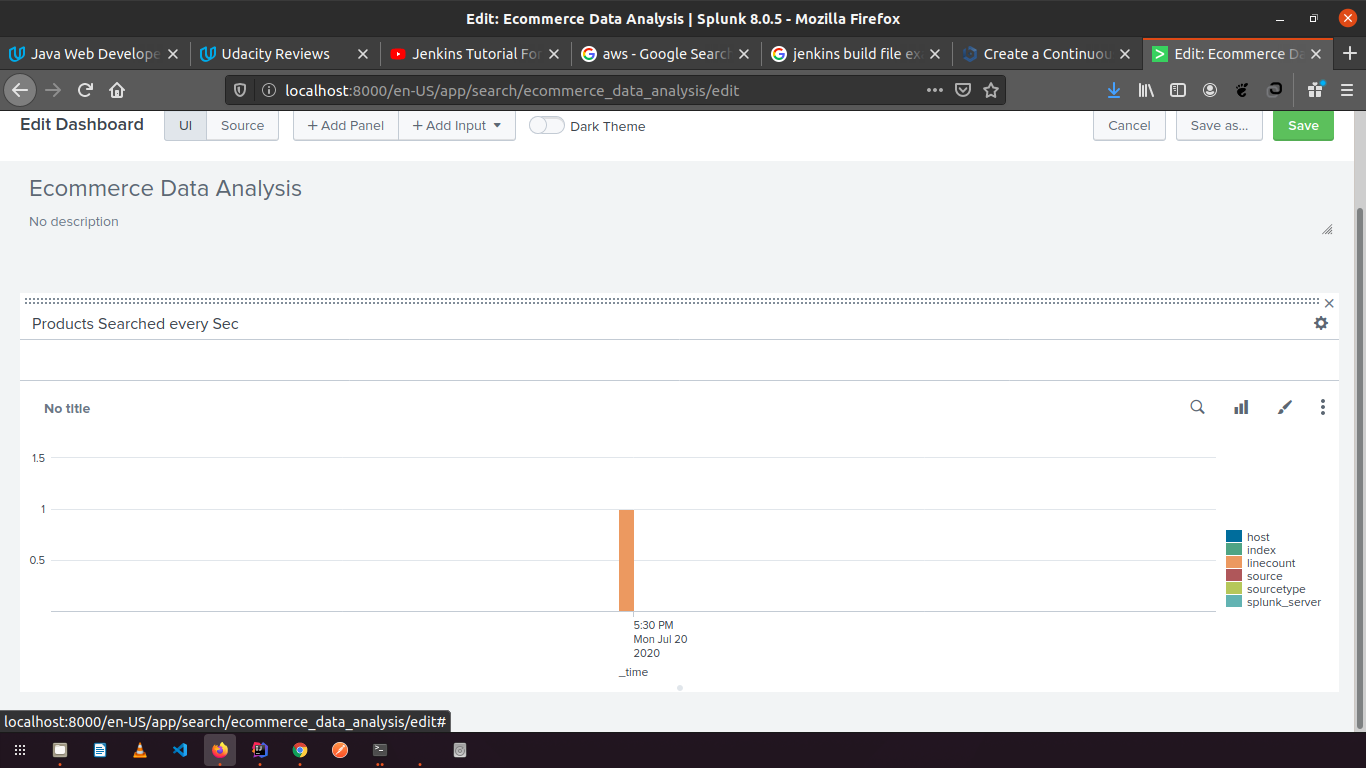 Edit: Ecommerce Data Analysis | Splunk 8.0.5 - Mozilla Firefox
Java Web Develope
Udacity Reviews
Jenkins Tutorial For
aws - Google Search
jenkins build file ex
Create a Continuou
Edit: Ecommerce Da
localhost:8000/en-US/app/search/ecommerce_data_analysis/edit
Edit Dashboard
UI
Source
+ Add Panel
+ Add Input
Dark Theme
Cancel
Save as...
Save
Ecommerce Data Analysis
No description
Products Searched every Sec
No title
1.5
1
0.5
host
index
linecount
source
sourcetype
splunk_server
5:30 PM
Mon Jul 20
2020
_time
localhost:8000/en-US/app/search/ecommerce_data_analysis/edit#